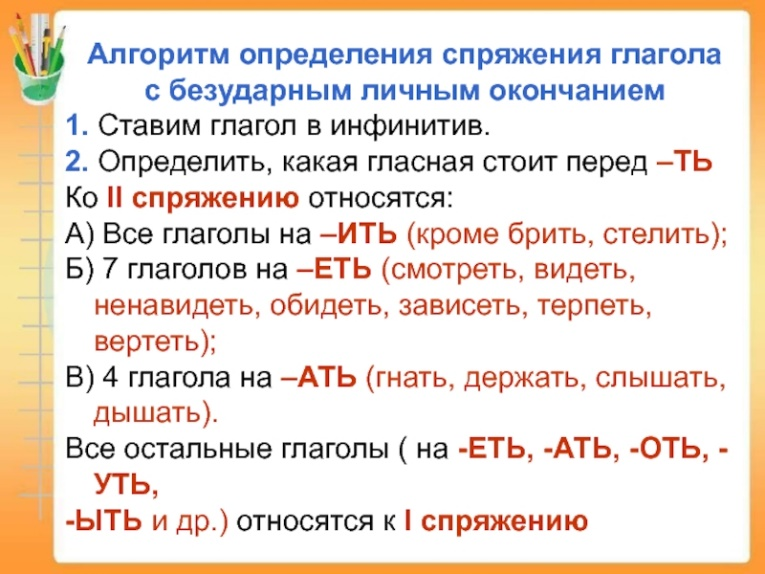 Алгоритм определения спряжения глагола
с безударным личным окончанием
1. Ставим глагол в инфинитив.
2. Определить, какая гласная стоит перед –ТЬ
Ко II спряжению относятся:
А) Все глаголы на –ИТЬ (кроме брить, стелить);
Б) 7 глаголов на –ЕТЬ (смотреть, видеть,
ненавидеть, обидеть, зависеть, терпеть,
вертеть);
В) 4 глагола на –АТЬ (гнать, держать, слышать,
дышать).
Все остальные глаголы ( на -ЕТЬ, -АТЬ, -ОТЬ, -
УТЬ,
-ЫТЬ и др.) относятся к I спряжению